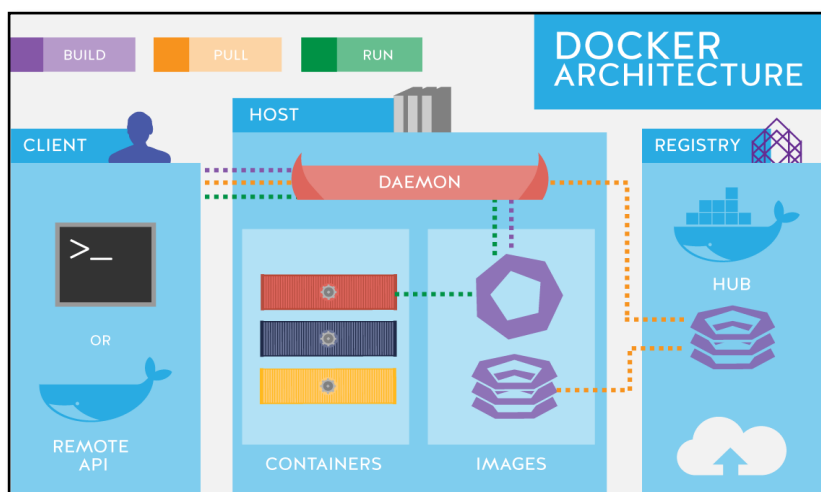 BUILD
PULL
RUN
DOCKER
ARCHITECTURE
CLIENT
HOST
REGISTRY
DAEMON
>_
OR
REMOTE
API
CONTAINERS
IMAGES
HUB